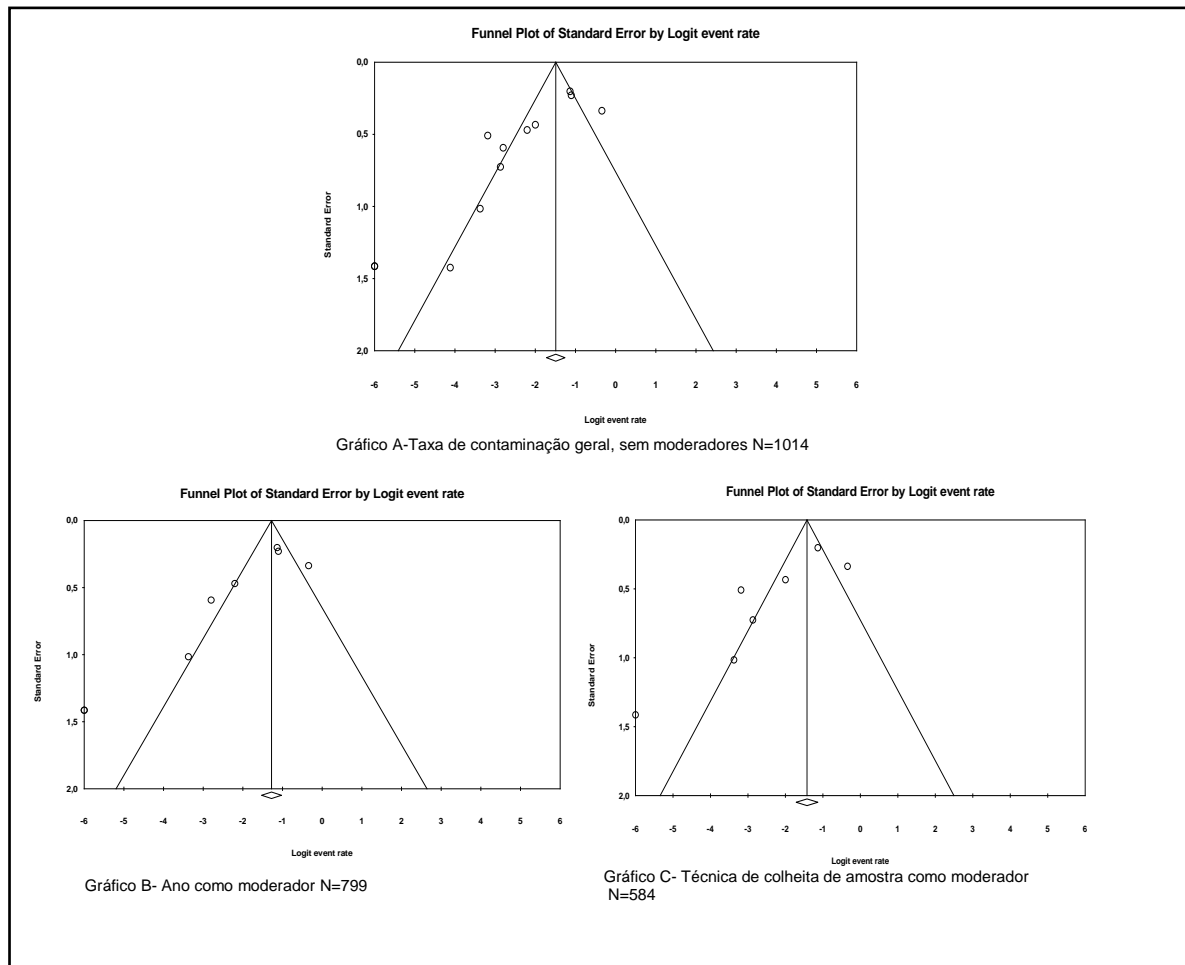 Funnel Plot of Standard Error by Logit event rate
0,0
0,5
1,0
1,5
2,0
Standard Error
-6 -5 -4 -3 -2 -1 0 1 2 3 4 5 6
Logit event rate
Gráfico A-Taxa de contaminação geral, sem moderadores N=1014
Funnel Plot of Standard Error by Logit event rate
0,0
0,5
1,0
1,5
2,0
Standard Error
-6 -5 -4 -3 -2 -1 0 1 2 3 4 5 6
Logit event rate
Gráfico B- Ano como moderador N=799
Funnel Plot of Standard Error by Logit event rate
0,0
0,5
1,0
1,5
2,0
Standard Error
-6 -5 -4 -3 -2 -1 0 1 2 3 4 5 6
Logit event rate
Gráfico C- Técnica de colheita de amostra como moderador
N=584